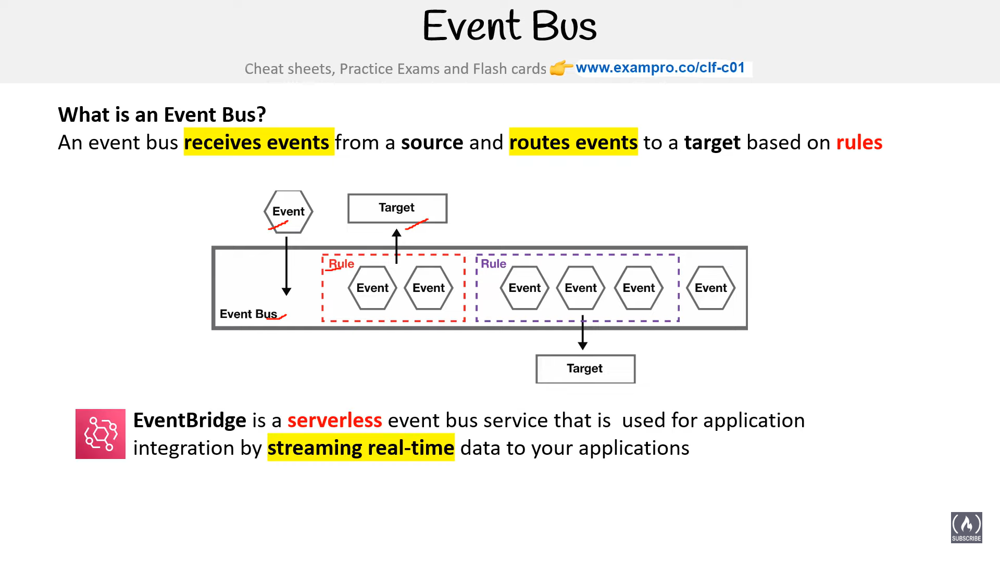 Event Bus
Cheat sheets, Practice Exams and Flash cards 👉 www.exampro.co/clf-c01
What is an Event Bus?
An event bus receives events from a source and routes events to a target based on rules
Event
Target
Rule
Rule
Event
Event
Event
Event
Event
Event
Event Bus
Target
EventBridge is a serverless event bus service that is used for application
integration by streaming real-time data to your applications
SUBSCRIBE